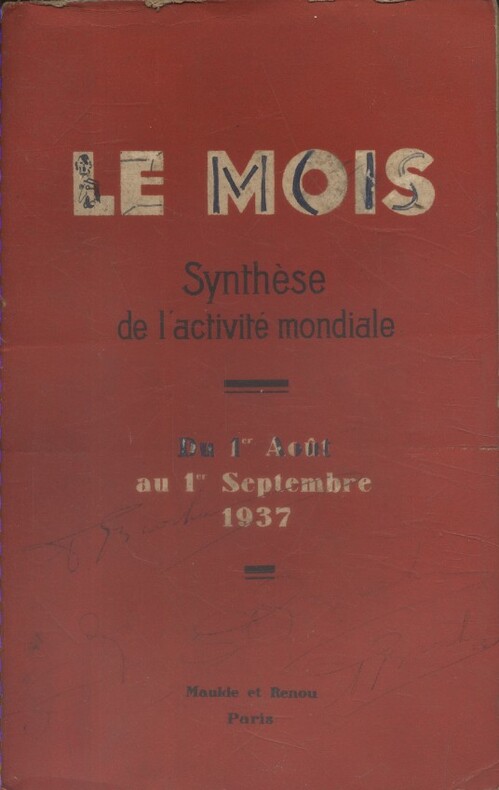 LE MOIS
Synthèse
de l'activité mondiale
Du 1er Août
au 1er Septembre
1937
Maulde et Renou
Paris